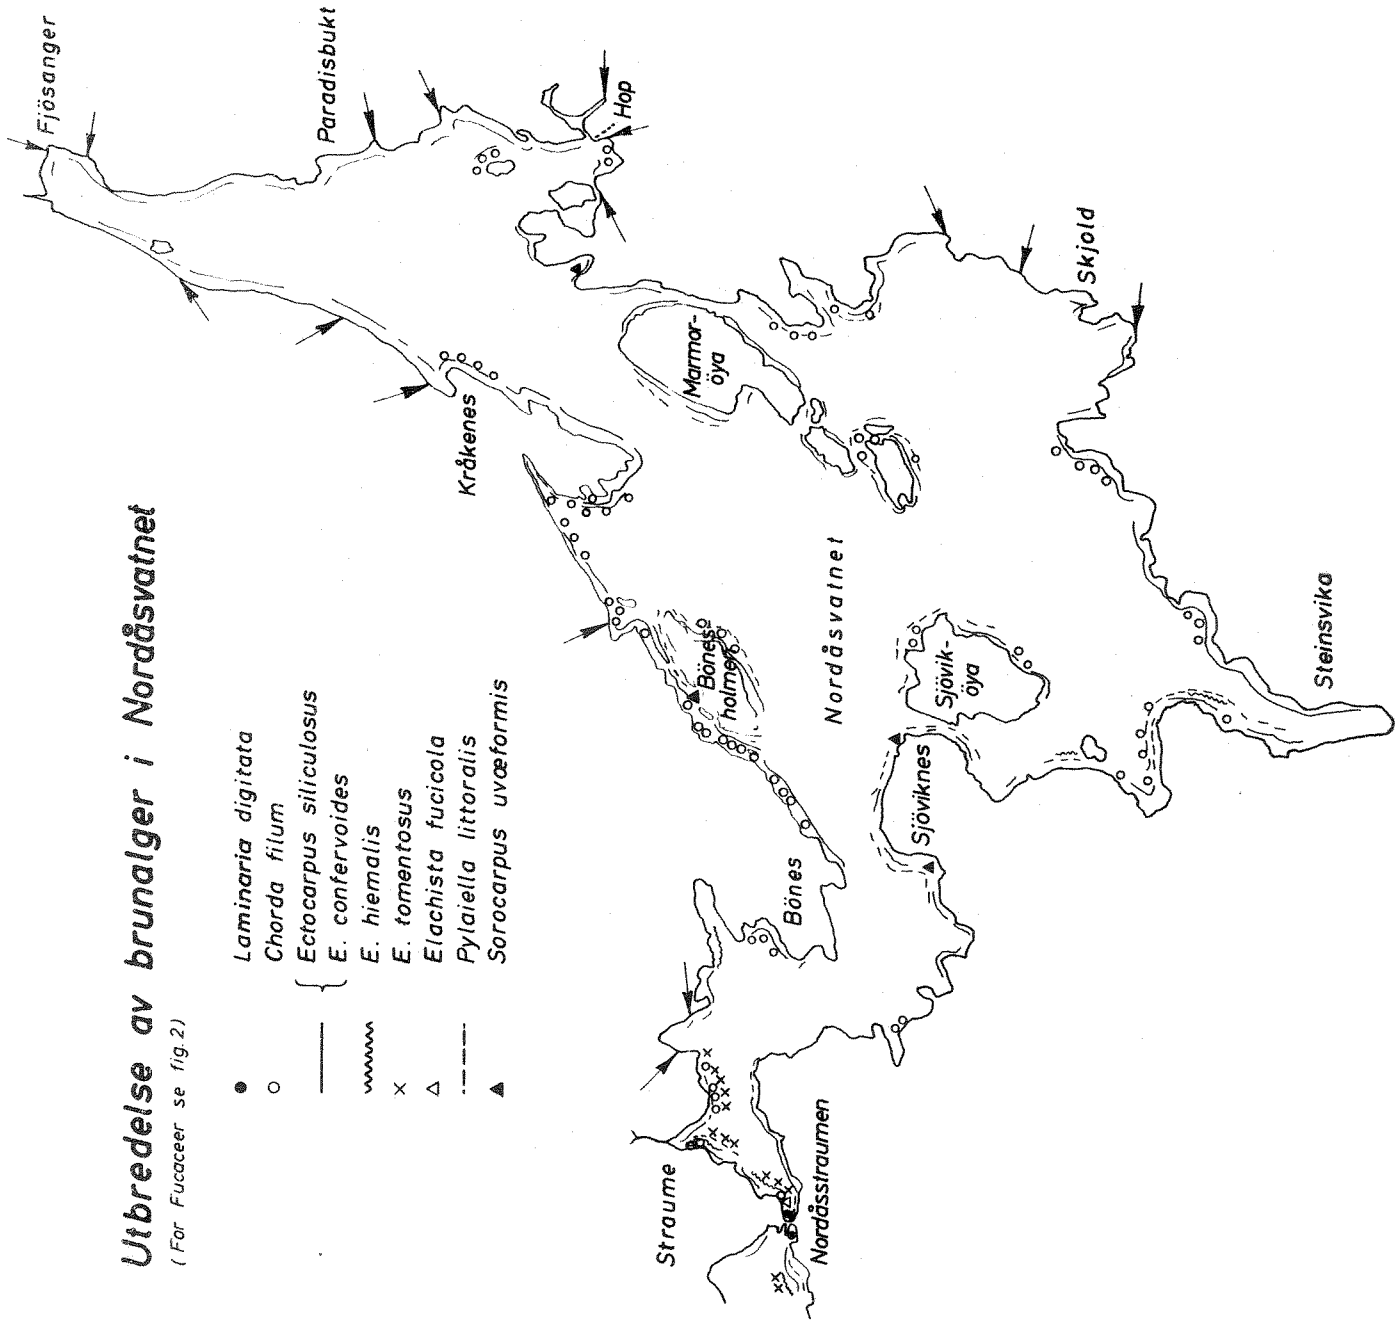 Utbredelse av brunalger i Nordåsvatnet
(For Fucaceer se fig. 2)
Laminaria digitata
Chorda filum
Ectocarpus siliculosus
E. confervoides
E. hiemalis
E. tomentosus
Elachista fucicola
Pylaiella littoralis
Sorocarpus uvæformis
Fjösanger
Paradisbukt
Hop
Kråkenes
Marmor-
öya
Skjold
Bönes-
holmen
Nordåsvatnet
Sjövik-
öya
Steinsvika
Sjöviknes
Bönes
Straume
Nordåsstraumen